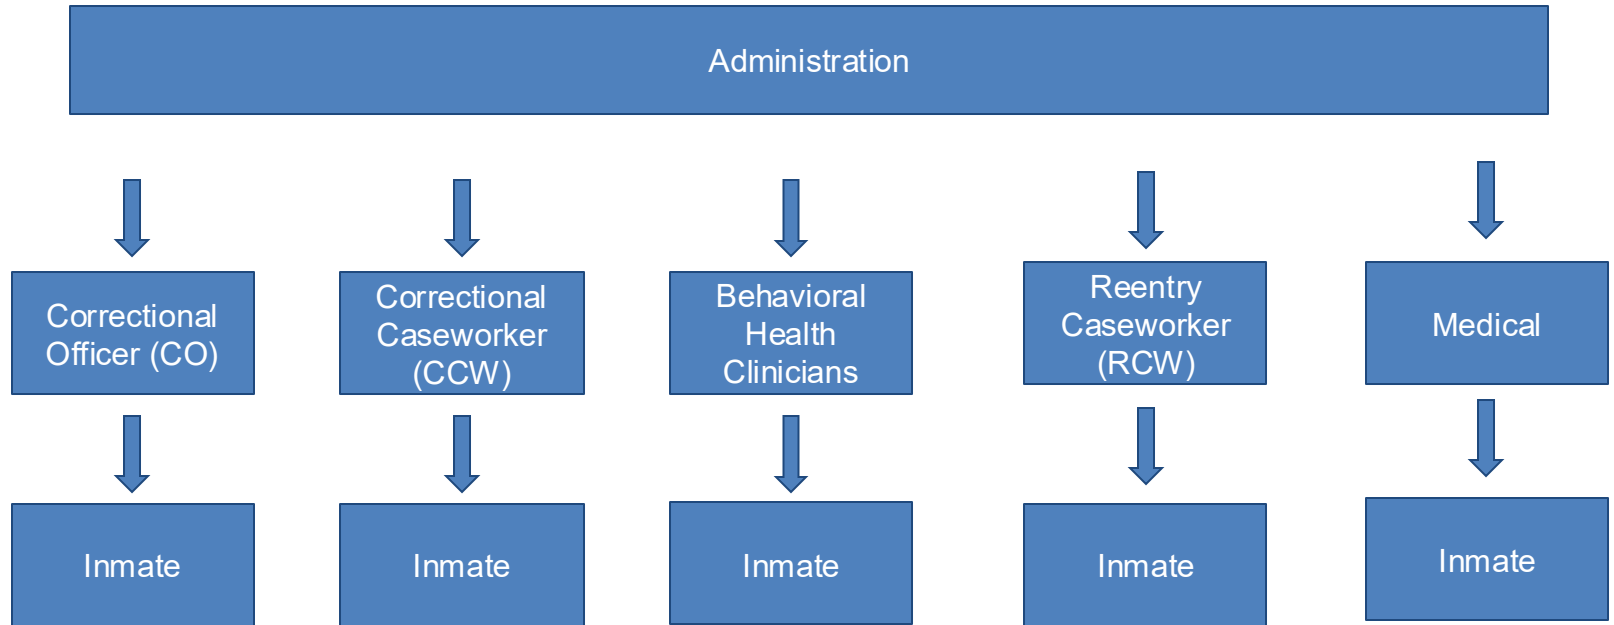 Administration
Correctional
Officer (CO)
Correctional
Caseworker
(CCW)
Behavioral
Health
Clinicians
Reentry
Caseworker
(RCW)
Medical
Inmate
Inmate
Inmate
Inmate
Inmate